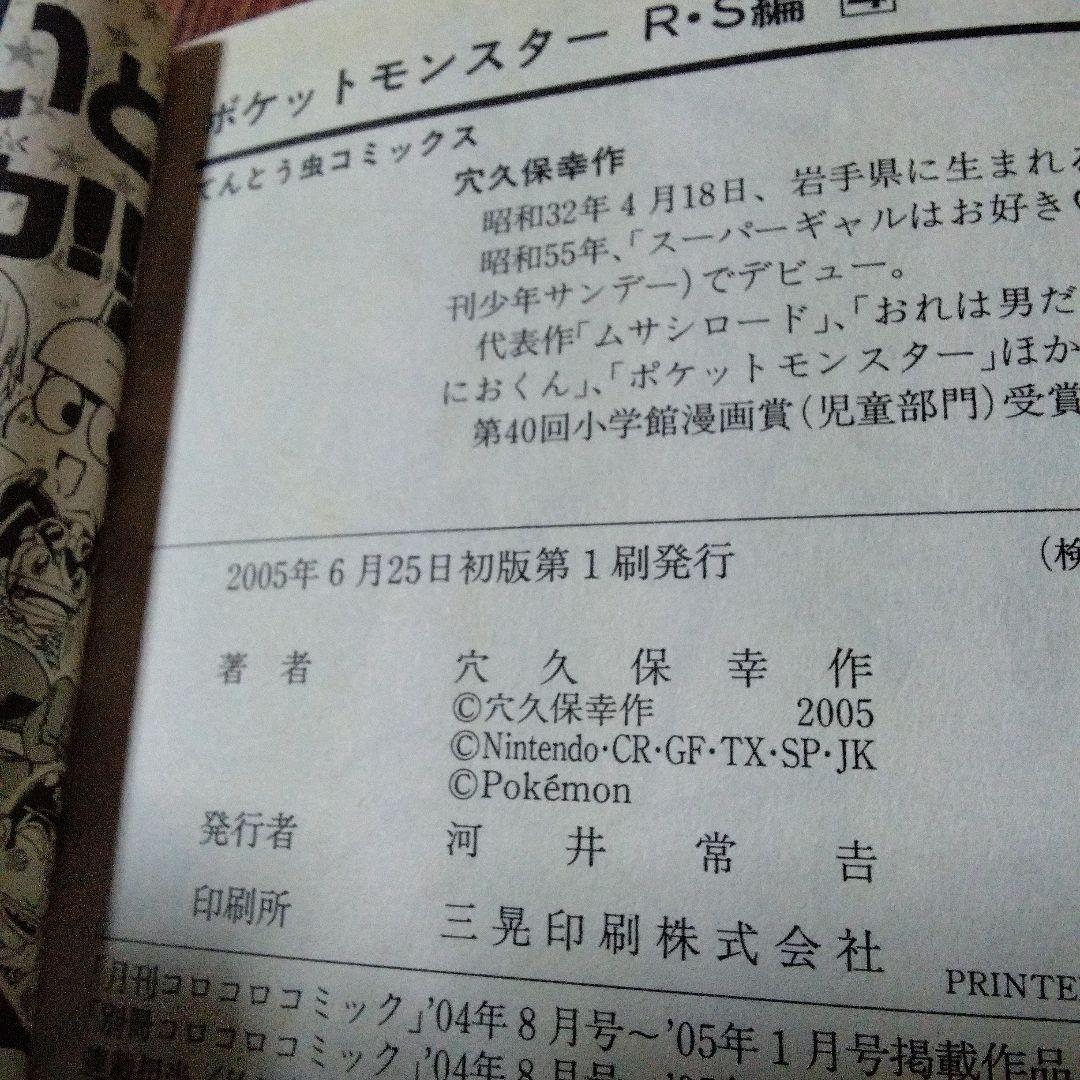 ポケットモンスター R・S編 4
てんとう虫コミックス
穴久保幸作
昭和32年4月18日、岩手県に生まれる
昭和55年、「スーパーギャルはお好き
刊少年サンデー)でデビュー。
代表作「ムサシロード」、「おれは男だ
におくん」、「ポケットモンスター」ほか
第40回小学館漫画賞(児童部門)受賞
2005年6月25日初版第1刷発行
(検
著者 穴久保幸作
©穴久保幸作 2005
©Nintendo・CR・GF・TX・SP・JK
©Pokémon
発行者 河井常吉
印刷所 三晃印刷株式会社
PRINTE
「月刊コロコロコミック」’04年8月号〜’05年1月号掲載作品
「別冊コロコロコミック」’04年8月号〜’05年